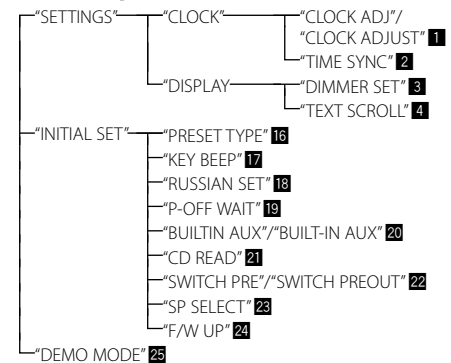 “SETTINGS” “CLOCK” “CLOCK ADJ”/
“CLOCK ADJUST” 1
“TIME SYNC” 2
“DISPLAY “DIMMER SET” 3
“TEXT SCROLL” 4
“INITIAL SET” “PRESET TYPE” 16
“KEY BEEP” 17
“RUSSIAN SET” 18
“P-OFF WAIT” 19
“BUILTIN AUX”/“BUILT-IN AUX” 20
“CD READ” 21
“SWITCH PRE”/“SWITCH PREOUT” 22
“SP SELECT” 23
“F/W UP” 24
“DEMO MODE” 25